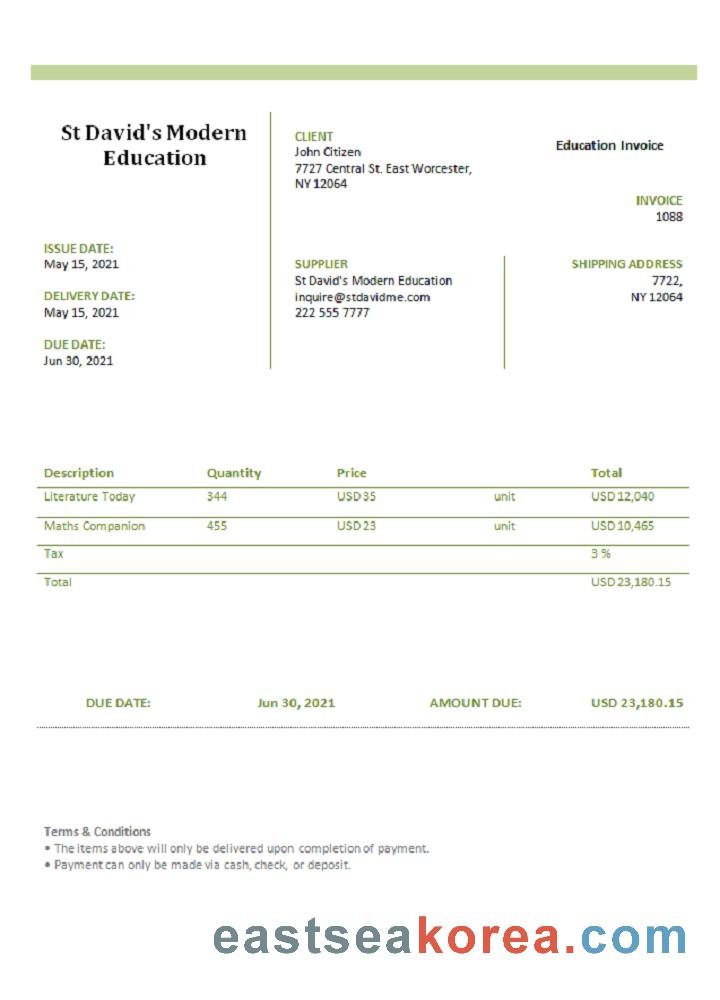 St David's Modern
Education
CLIENT
John Citizen
7727 Central St. East Worcester,
NY 12064
Education Invoice
INVOICE
1088
ISSUE DATE:
May 15, 2021
DELIVERY DATE:
May 15, 2021
DUE DATE:
Jun 30, 2021
SUPPLIER
St David's Modern Education
inquire@stdavidme.com
222 555 7777
SHIPPING ADDRESS
7722,
NY 12064
Description Quantity Price Total
Literature Today 344 USD 35 unit USD 12,040
Maths Companion 455 USD 23 unit USD 10,465
Tax 3 %
Total USD 23,180.15
DUE DATE: Jun 30, 2021 AMOUNT DUE: USD 23,180.15
Terms & Conditions
• The items above will only be delivered upon completion of payment.
• Payment can only be made via cash, check, or deposit.
eastseakorea.com